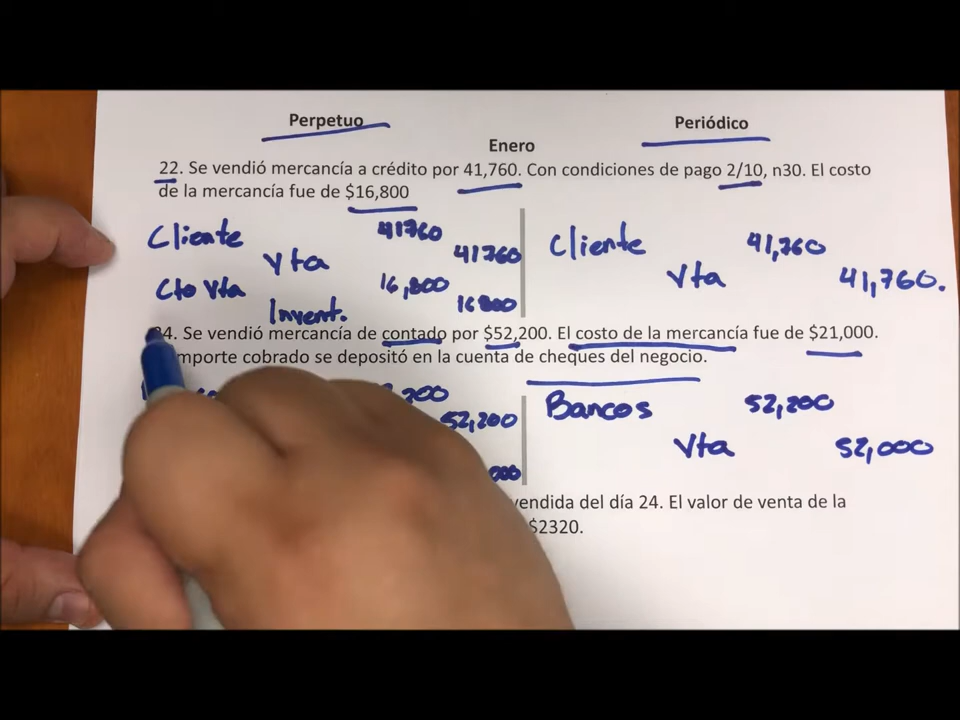 Perpetuo
Periódico
Enero
22. Se vendió mercancía a crédito por 41,760. Con condiciones de pago 2/10, n30. El costo
de la mercancía fue de $16,800
Cliente 41760
Vta 41760
Cto Vta 16,800
Invent. 16800
Cliente 41,760
Vta 41,760.
24. Se vendió mercancía de contado por $52,200. El costo de la mercancía fue de $21,000.
importe cobrado se depositó en la cuenta de cheques del negocio.
52,200
Bancos 52,200
Vta 52,000
vendida del día 24. El valor de venta de la
$2320.